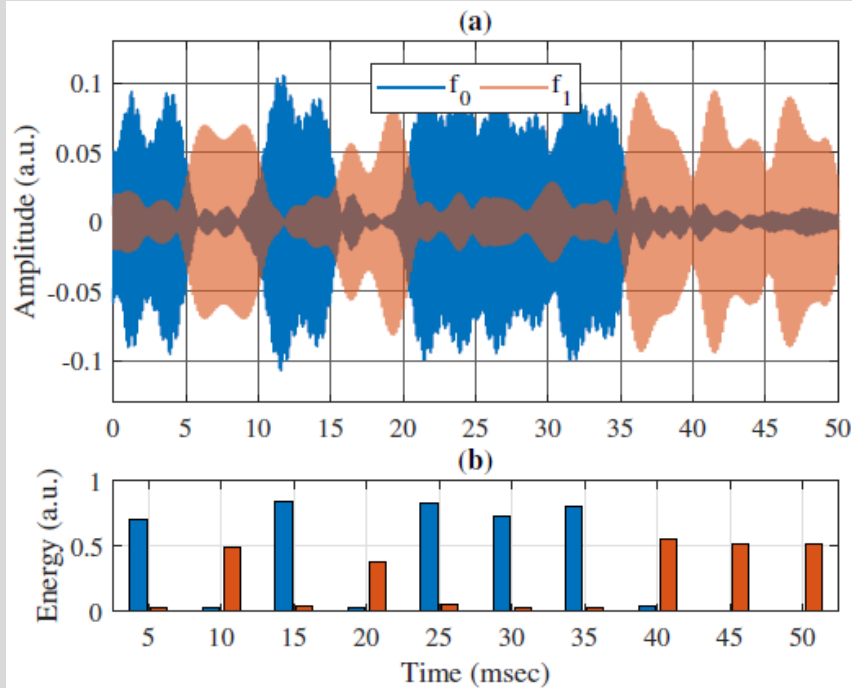 (a)
f0 f1
0.1
0.05
0
-0.05
-0.1
Amplitude (a.u.)
0 5 10 15 20 25 30 35 40 45 50
(b)
1
0.5
0
Energy (a.u.)
5 10 15 20 25 30 35 40 45 50
Time (msec)